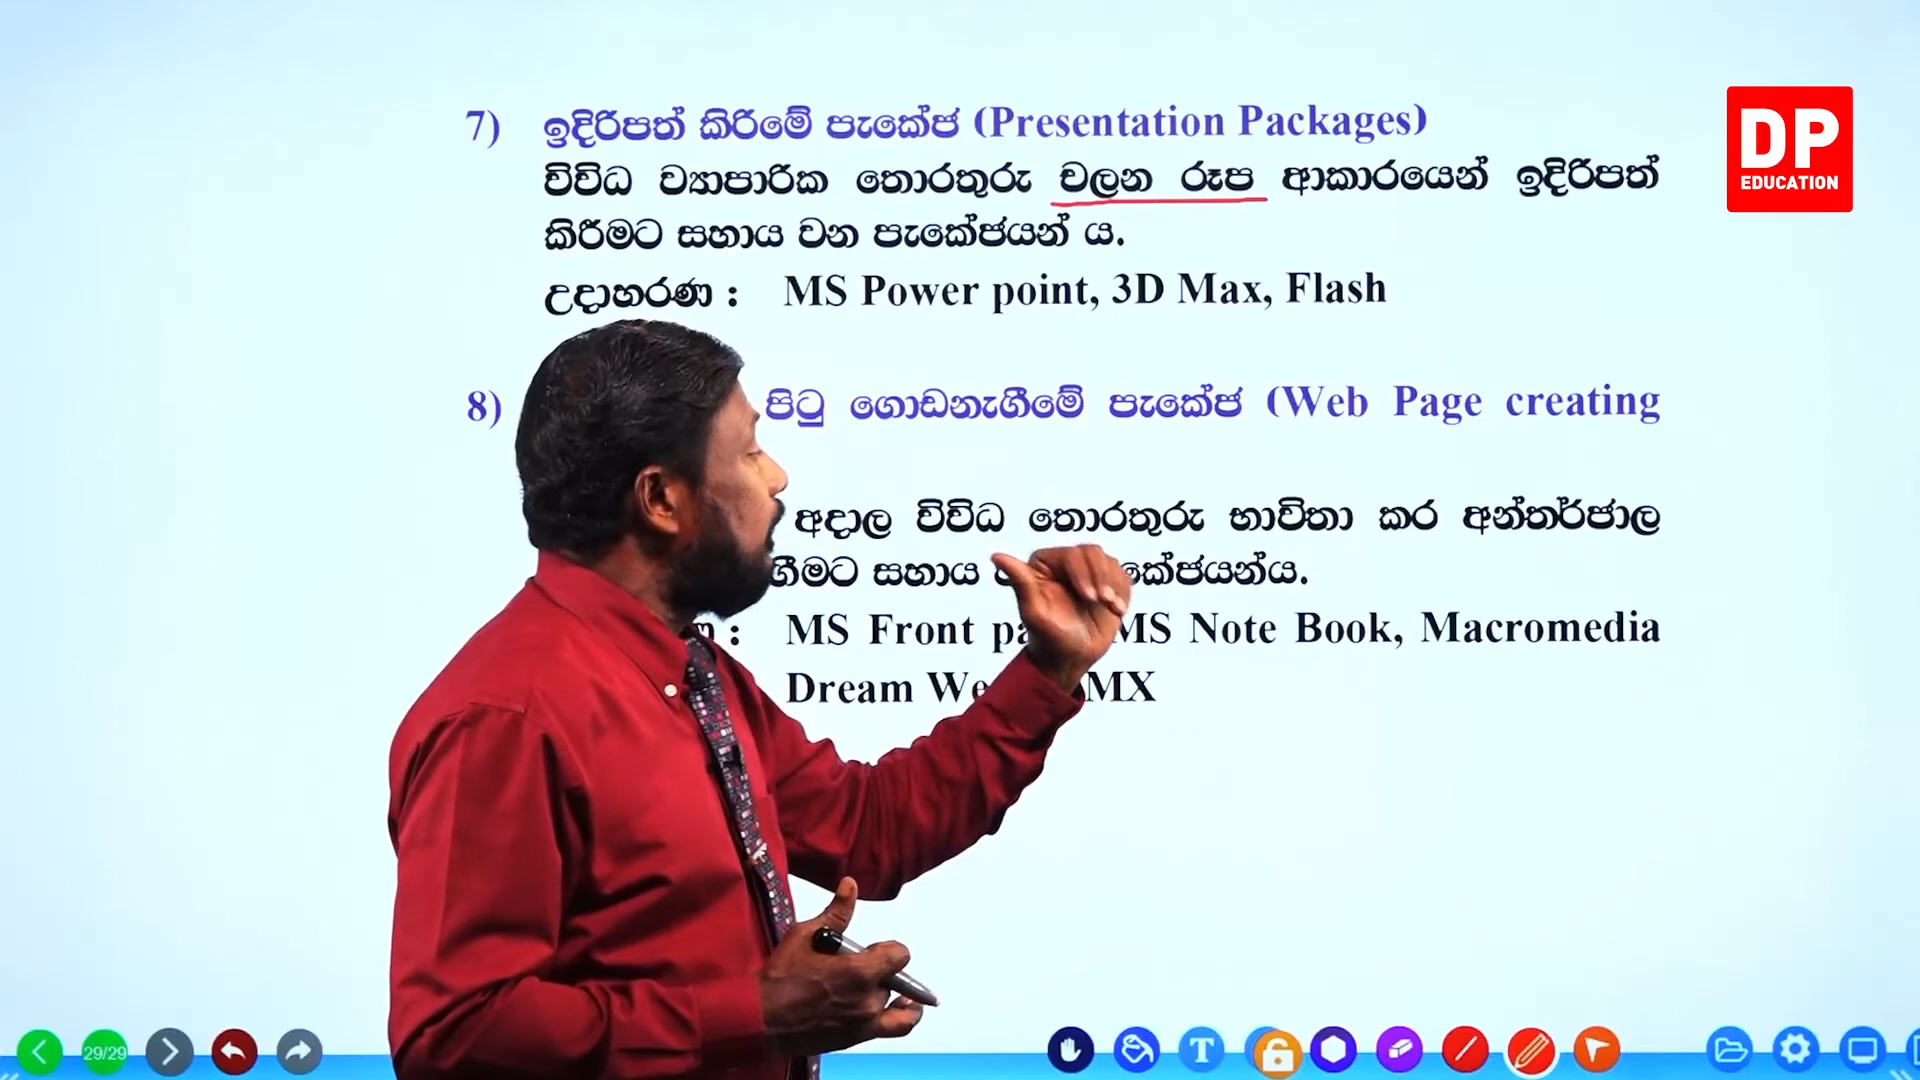 7) ඉදිරිපත් කිරීමේ පැකේජ (Presentation Packages)
විවිධ ව්‍යාපාරික තොරතුරු චලන රූප ආකාරයෙන් ඉදිරිපත්
කිරීමට සහාය වන පැකේජයන් ය.
උදාහරණ : MS Power point, 3D Max, Flash
8) පිටු ගොඩනැගීමේ පැකේජ (Web Page creating
අදාල විවිධ තොරතුරු භාවිතා කර අන්තර්ජාල
සහාය
: MS Front MS Note Book, Macromedia
Dream MX
DP
EDUCATION
29/29
T